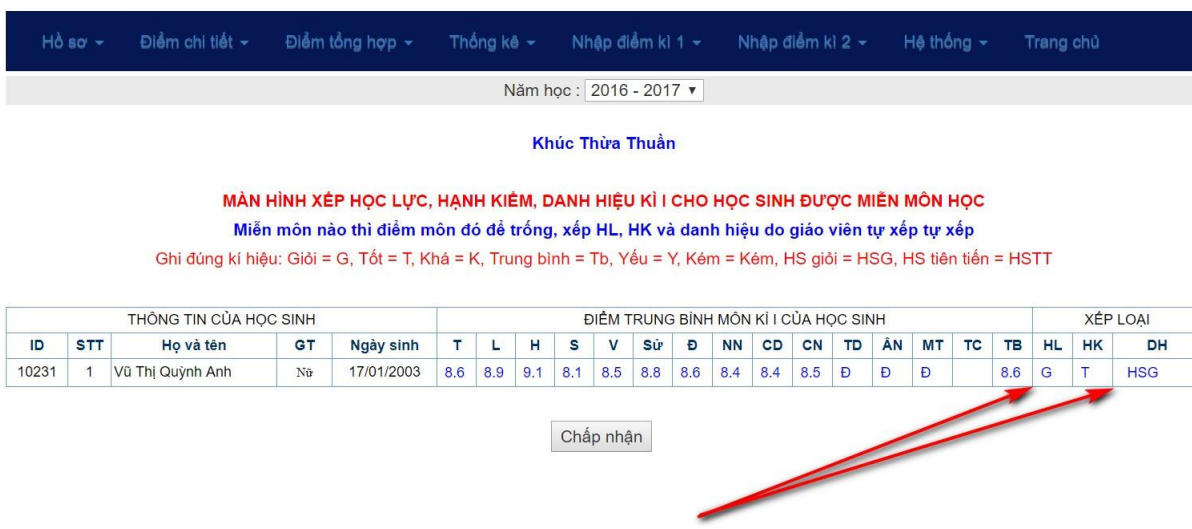 Hồ sơ Điểm chi tiết Điểm tổng hợp Thống kê Nhập điểm kì 1 Nhập điểm kì 2 Hệ thống Trang chủ
Năm học : 2016 - 2017
Khúc Thừa Thuần
MÀN HÌNH XẾP HỌC LỰC, HẠNH KIỂM, DANH HIỆU KÌ I CHO HỌC SINH ĐƯỢC MIỄN MÔN HỌC
Miễn môn nào thì điểm môn đó để trống, xếp HL, HK và danh hiệu do giáo viên tự xếp tự xếp
Ghi đúng kí hiệu: Giỏi = G, Tốt = T, Khá = K, Trung bình = Tb, Yếu = Y, Kém = Kém, HS giỏi = HSG, HS tiên tiến = HSTT
THÔNG TIN CỦA HỌC SINH ĐIỂM TRUNG BÌNH MÔN KÌ I CỦA HỌC SINH XẾP LOẠI
ID STT Họ và tên GT Ngày sinh T L H S V Sử Đ NN CD CN TD ÂN MT TC TB HL HK DH
10231 1 Vũ Thị Quỳnh Anh Nữ 17/01/2003 8.6 8.9 9.1 8.1 8.5 8.8 8.6 8.4 8.4 8.5 Đ Đ Đ 8.6 G T HSG
Chấp nhận